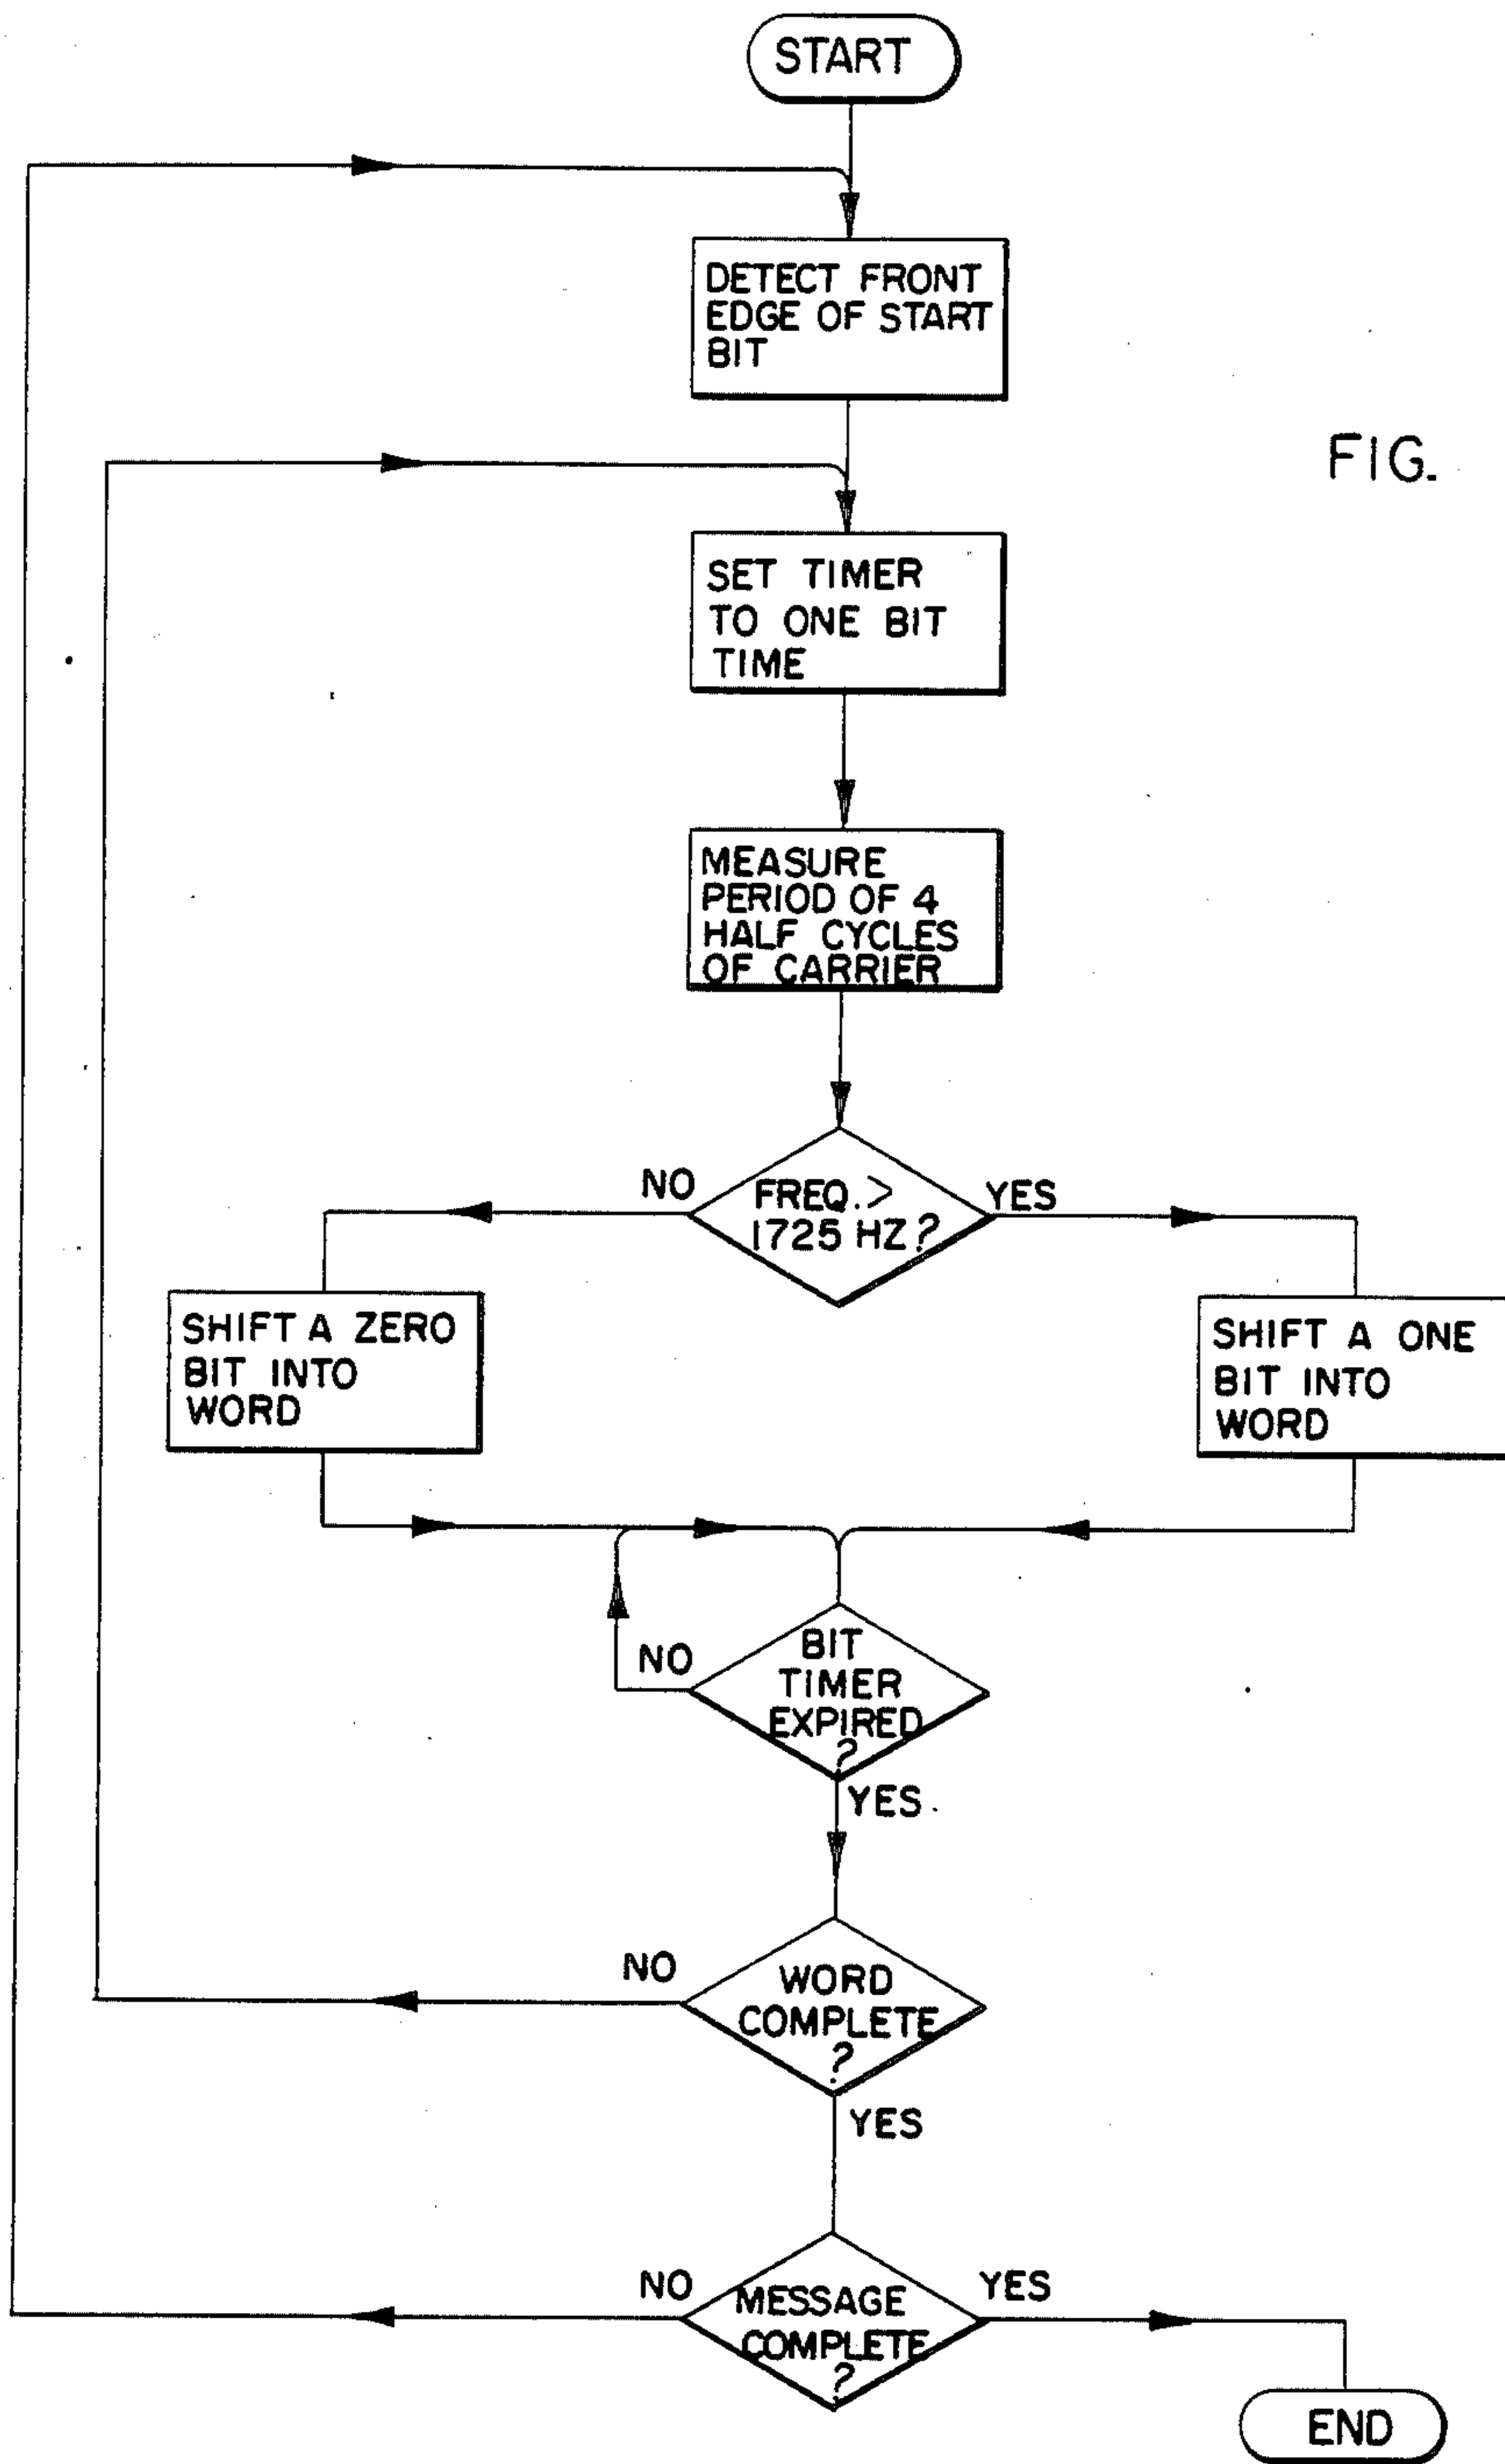 START
DETECT FRONT
EDGE OF START
BIT
FIG.
SET TIMER
TO ONE BIT
TIME
MEASURE
PERIOD OF 4
HALF CYCLES
OF CARRIER
NO
FREQ. >
1725 HZ?
YES
SHIFT A ZERO
BIT INTO
WORD
SHIFT A ONE
BIT INTO
WORD
NO
BIT
TIMER
EXPIRED
?
YES
NO
WORD
COMPLETE
?
YES
NO
MESSAGE
COMPLETE
?
YES
END